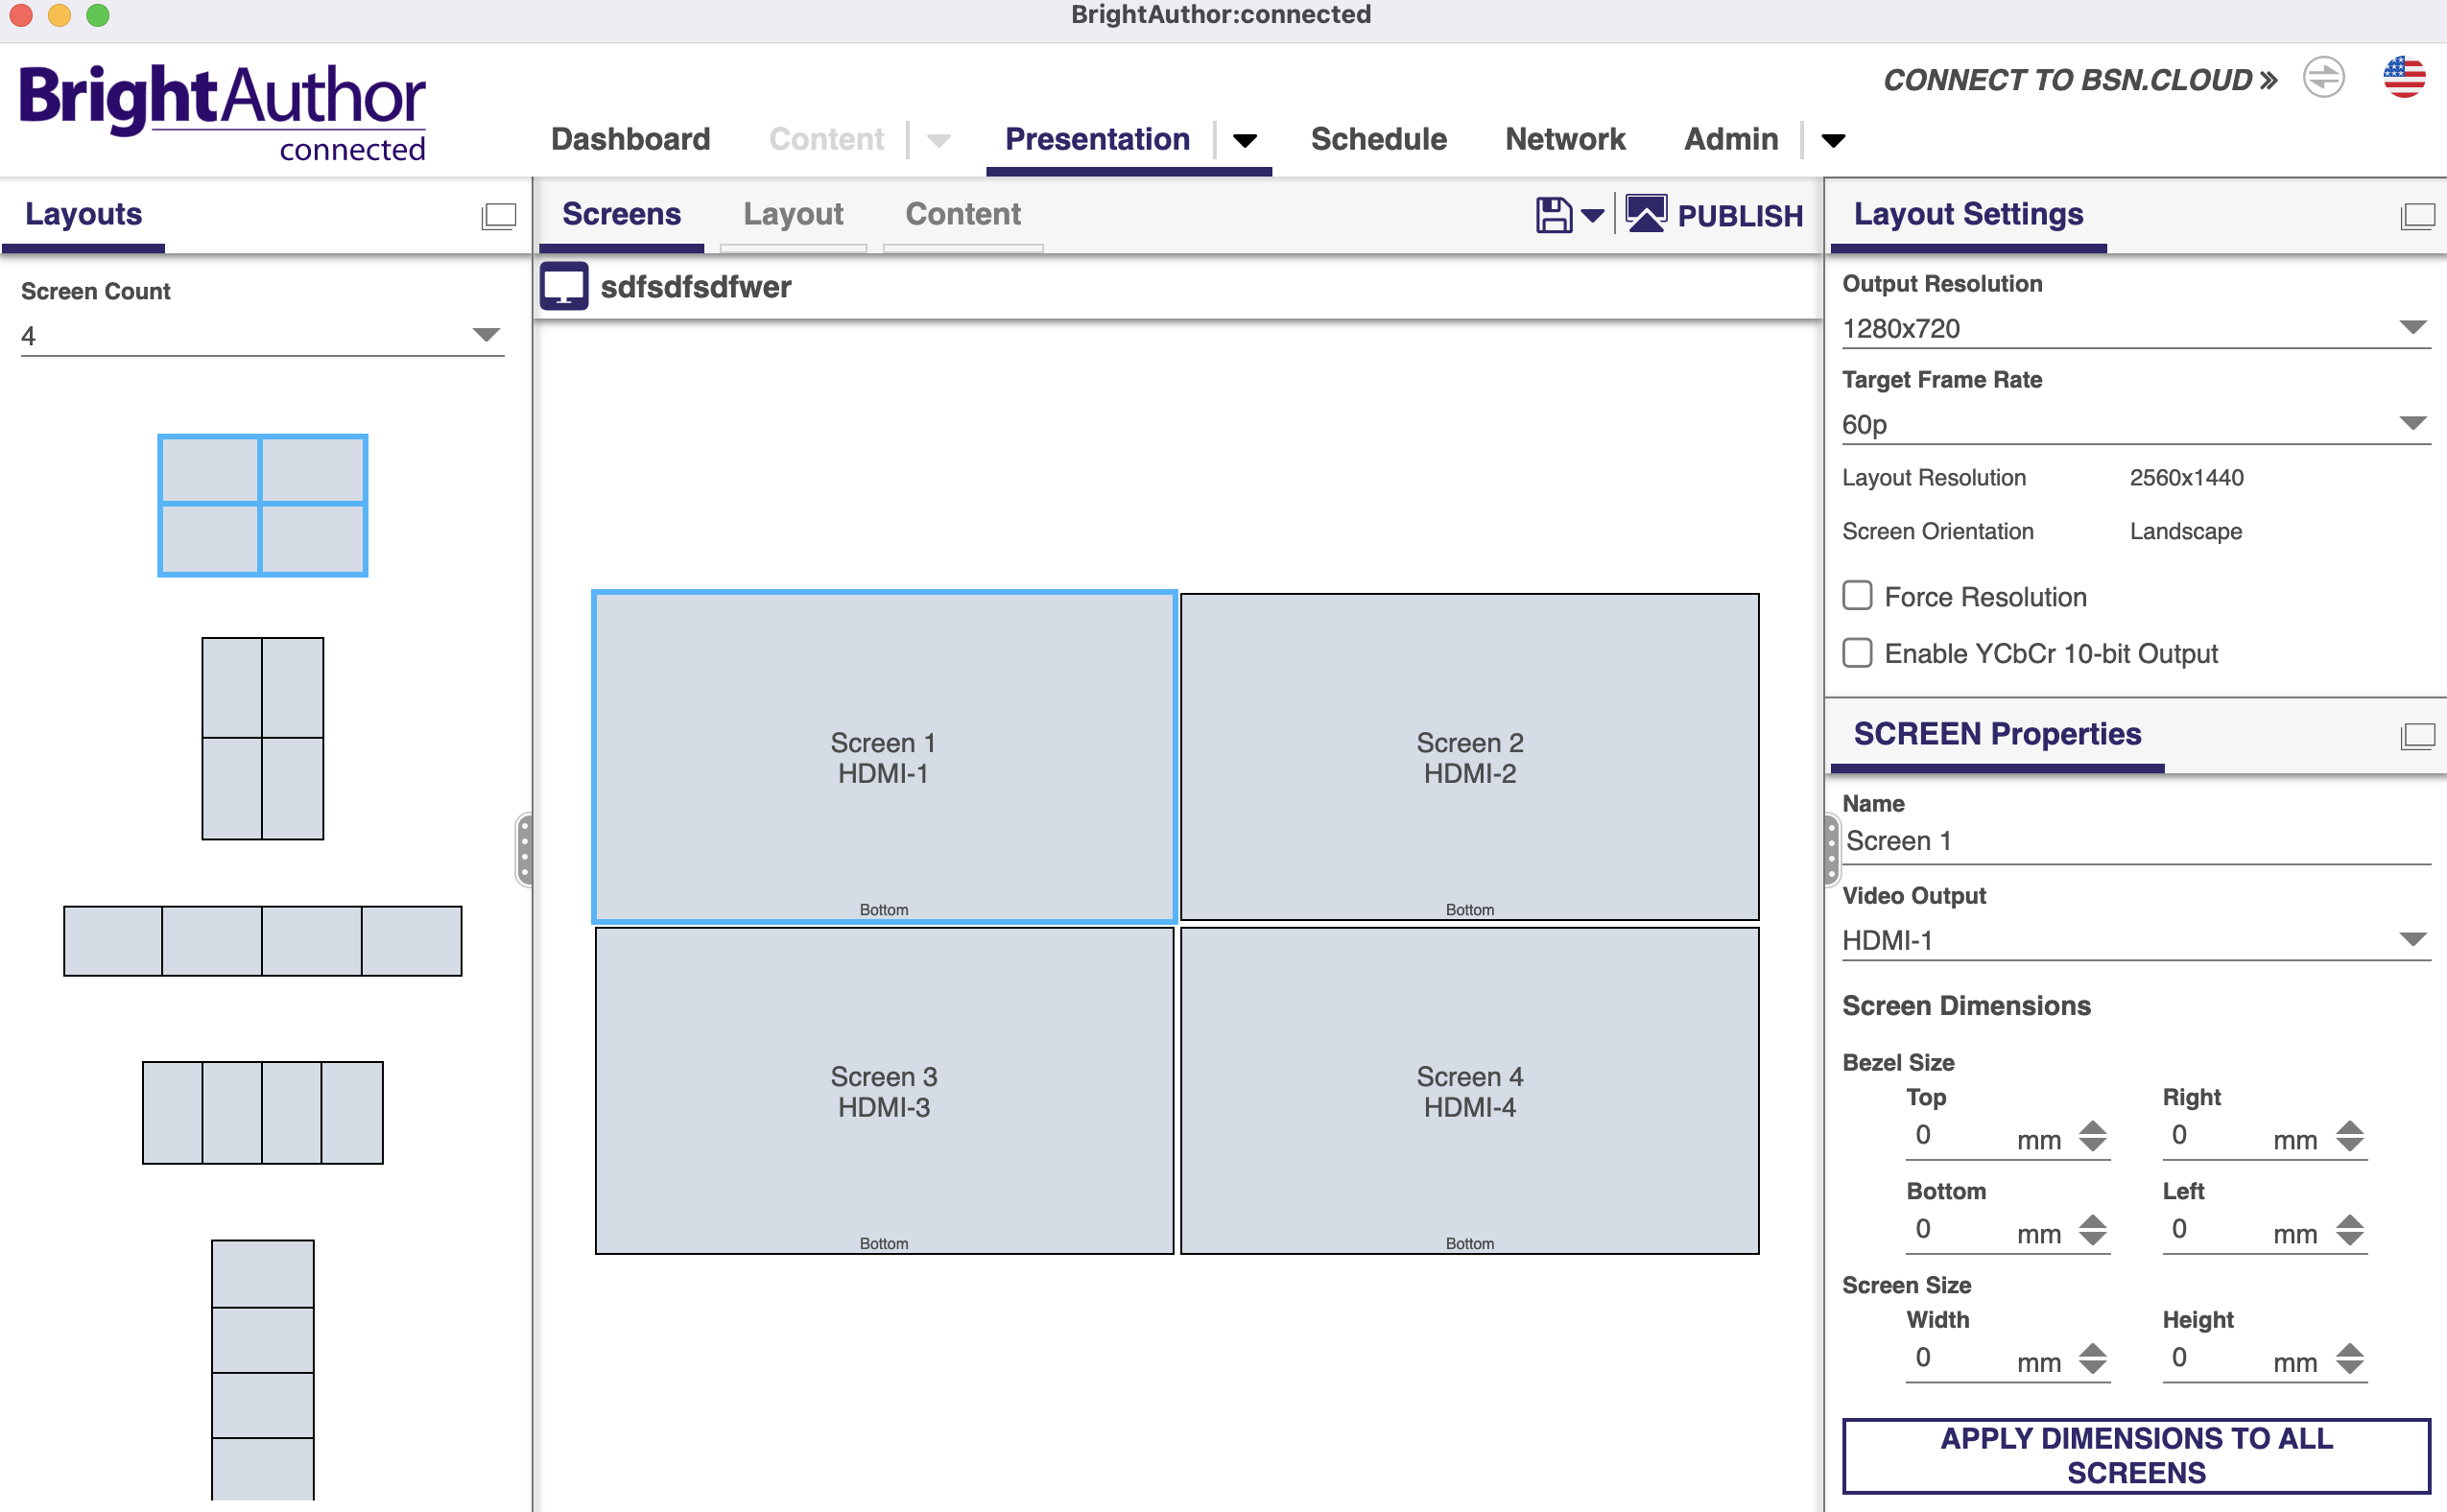 BrightAuthor:connected
BrightAuthor
connected
CONNECT TO BSN.CLOUD »
Dashboard
Content
Presentation
Schedule
Network
Admin
Layouts
Screen Count
4
Screens
Layout
Content
PUBLISH
sdfsdfsdfwer
Screen 1
HDMI-1
Bottom
Screen 2
HDMI-2
Bottom
Screen 3
HDMI-3
Bottom
Screen 4
HDMI-4
Bottom
Layout Settings
Output Resolution
1280x720
Target Frame Rate
60p
Layout Resolution 2560x1440
Screen Orientation Landscape
Force Resolution
Enable YCbCr 10-bit Output
SCREEN Properties
Name
Screen 1
Video Output
HDMI-1
Screen Dimensions
Bezel Size
Top Right
0 mm 0 mm
Bottom Left
0 mm 0 mm
Screen Size
Width Height
0 mm 0 mm
APPLY DIMENSIONS TO ALL
SCREENS